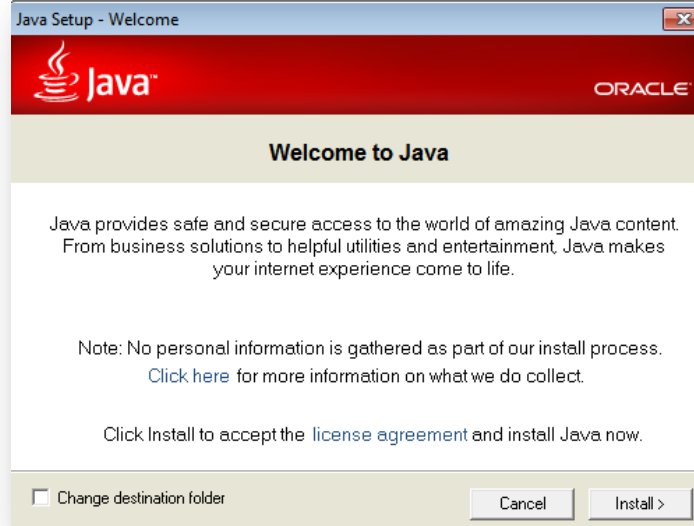 Java Setup - Welcome
Java™
ORACLE
Welcome to Java
Java provides safe and secure access to the world of amazing Java content.
From business solutions to helpful utilities and entertainment, Java makes
your internet experience come to life.
Note: No personal information is gathered as part of our install process.
Click here for more information on what we do collect.
Click Install to accept the license agreement and install Java now.
Change destination folder
Cancel
Install >